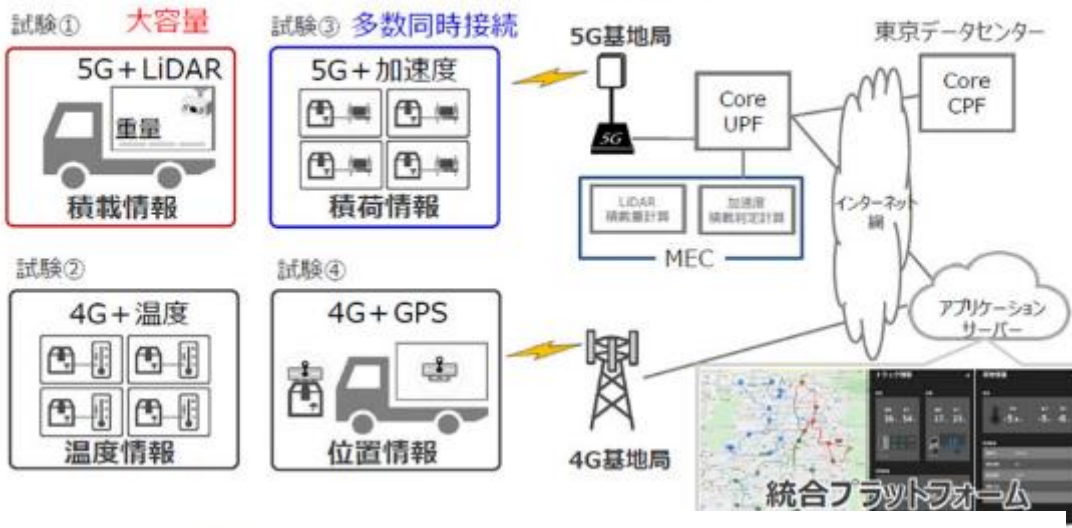 試験① 大容量
5G+LiDAR
重量
積載情報
試験③ 多数同時接続
5G+加速度
積荷情報
試験②
4G+温度
温度情報
試験④
4G+GPS
位置情報
5G基地局
5G
4G基地局
Core
UPF
LiDAR
積載量計算
加速度
積載判定計算
MEC
東京データセンター
Core
CPF
インターネット
網
アプリケーション
サーバー
統合プラットフォーム